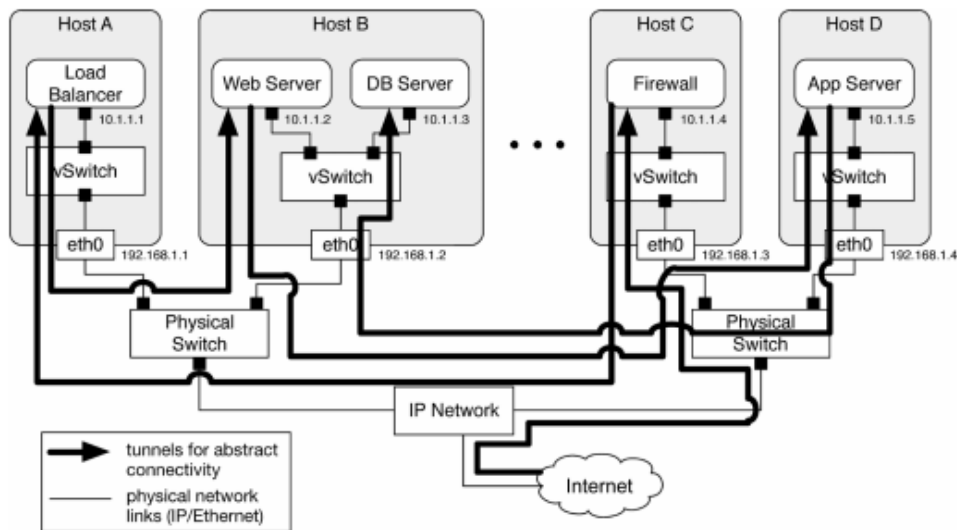 Host A
Host B
Host C
Host D
Load
Balancer
Web Server
DB Server
Firewall
App Server
10.1.1.1
10.1.1.2
10.1.1.3
10.1.1.4
10.1.1.5
vSwitch
vSwitch
vSwitch
vSwitch
eth0
eth0
eth0
eth0
192.168.1.1
192.168.1.2
192.168.1.3
192.168.1.4
Physical
Switch
Physical
Switch
IP Network
Internet
tunnels for abstract
connectivity
physical network
links (IP/Ethernet)